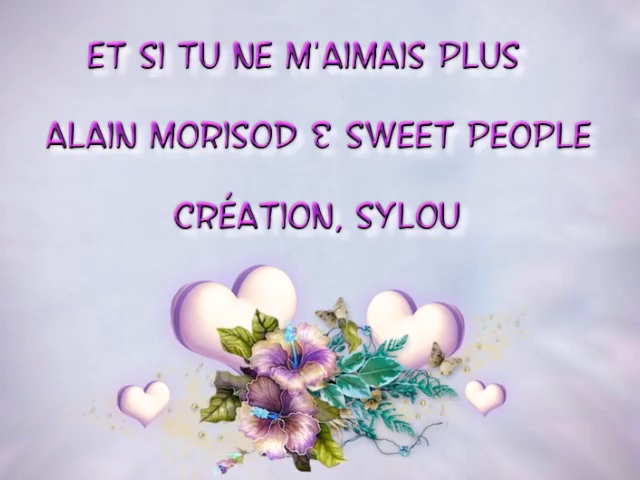 ET SI TU NE M'AIMAIS PLUS
ALAIN MORISOD & SWEET PEOPLE
CRÉATION, SYLOU